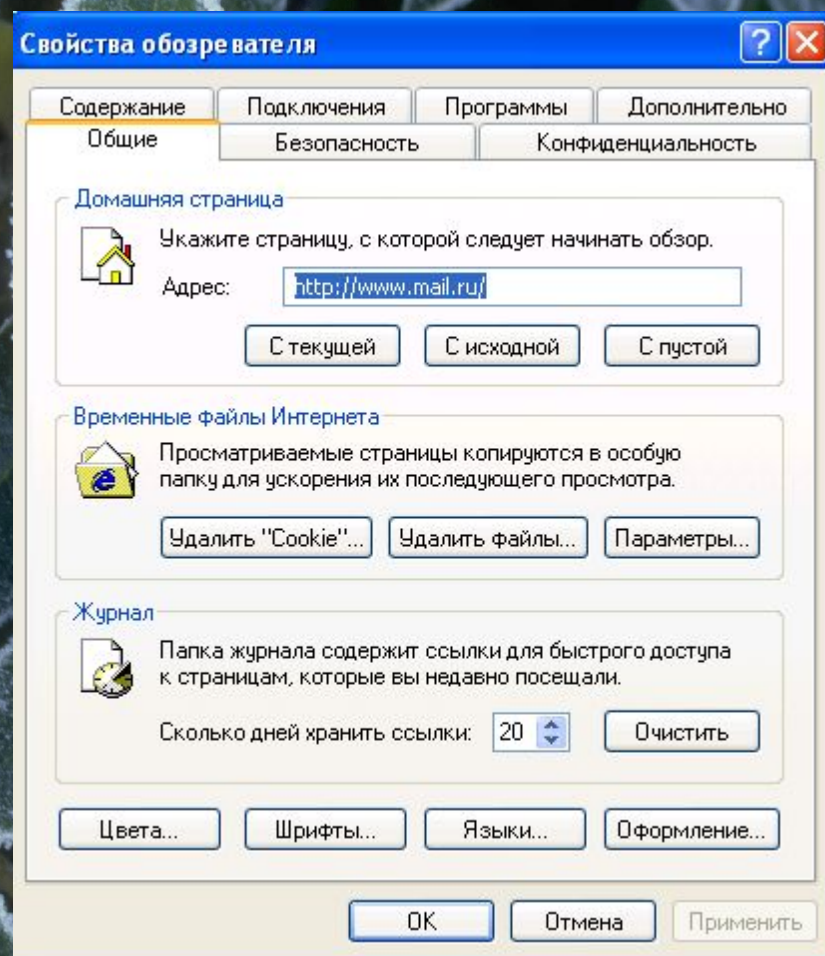 Свойства обозревателя
Содержание Подключения Программы Дополнительно
Общие Безопасность Конфиденциальность
Домашняя страница
Укажите страницу, с которой следует начинать обзор.
Адрес: http://www.mail.ru/
С текущей С исходной С пустой
Временные файлы Интернета
Просматриваемые страницы копируются в особую
папку для ускорения их последующего просмотра.
Удалить "Cookie"... Удалить файлы... Параметры...
Журнал
Папка журнала содержит ссылки для быстрого доступа
к страницам, которые вы недавно посещали.
Сколько дней хранить ссылки: 20 Очистить
Цвета... Шрифты... Языки... Оформление...
OK Отмена Применить